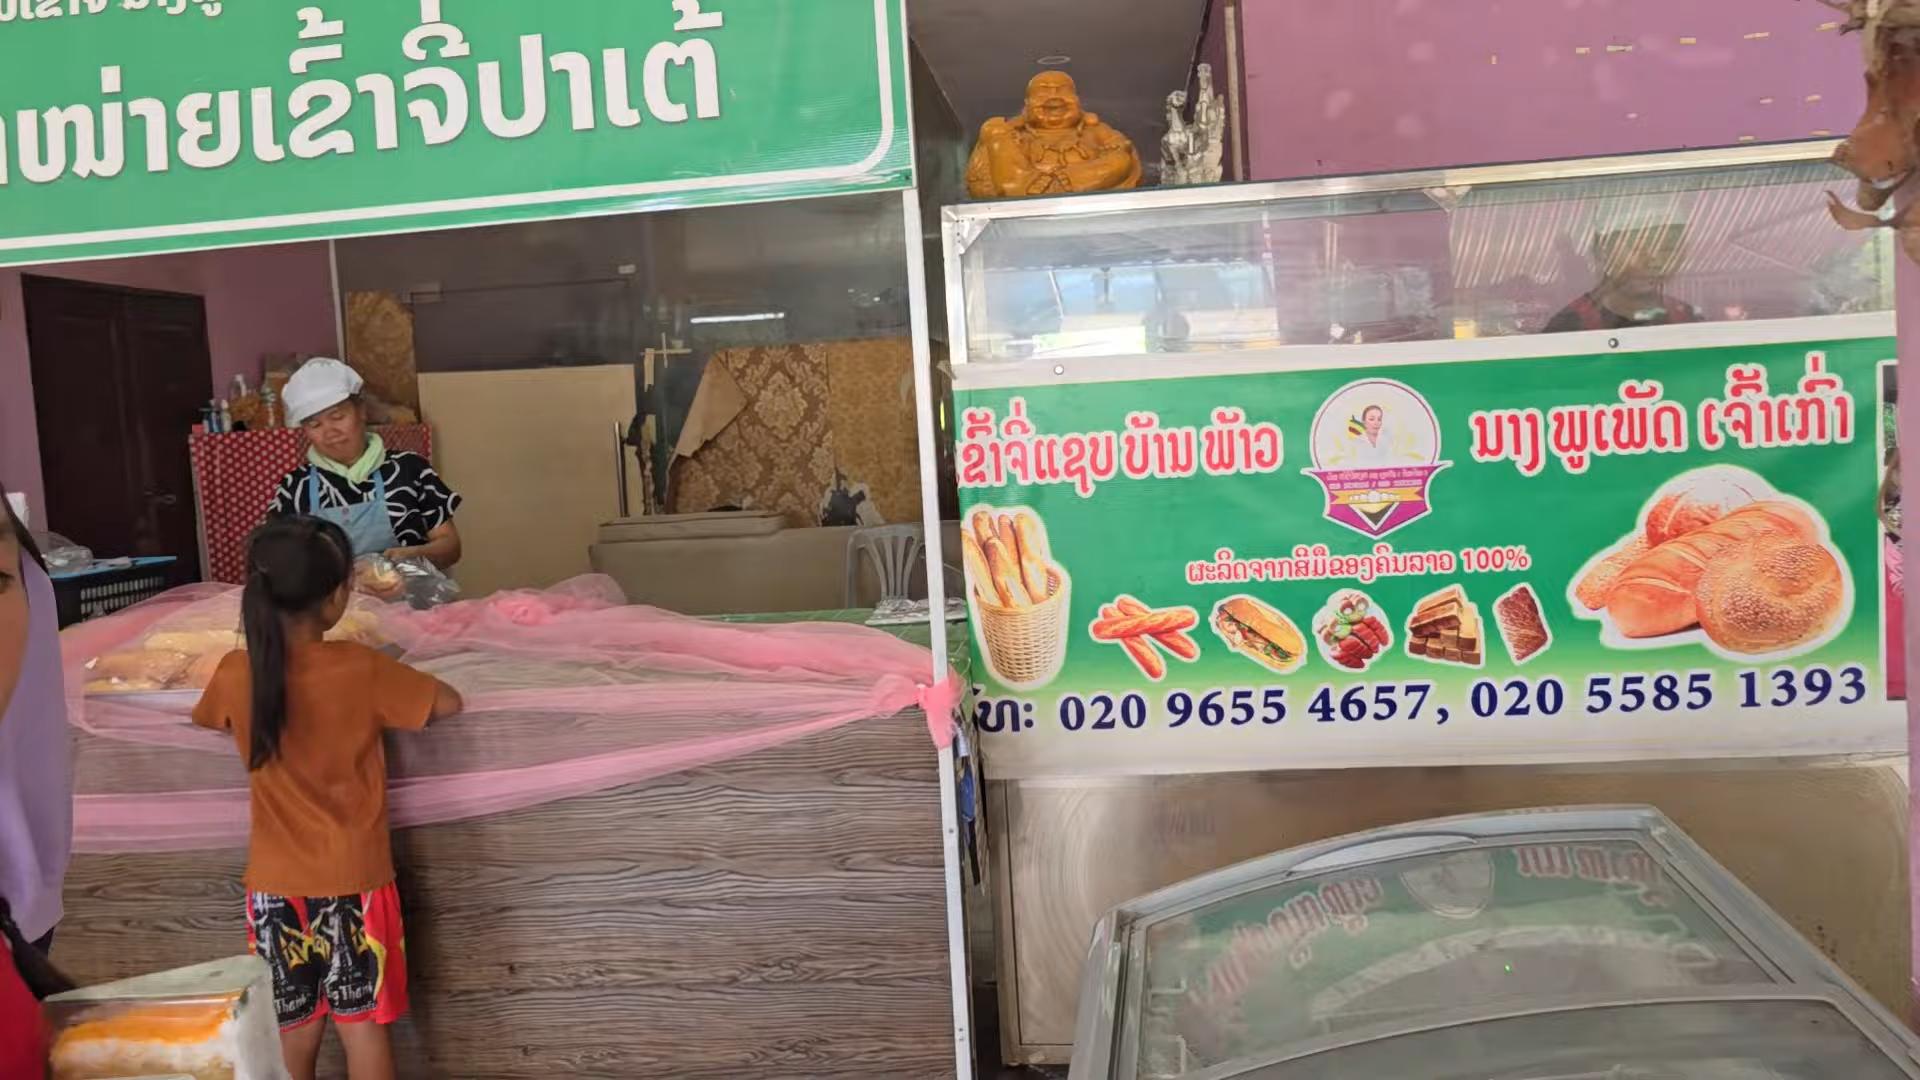 ໜ່າຍເຂົ້າຈີ່ປາເຕ້
ເຂົ້າຈີ່ແຊບ ບ້ານ ພ້າວ
ນາງ ພູເພັດ ເຈົ້າເກົ່າ
ຜະລິດຈາກສີມືຂອງຄົນລາວ 100%
ໂທ: 020 9655 4657, 020 5585 1393